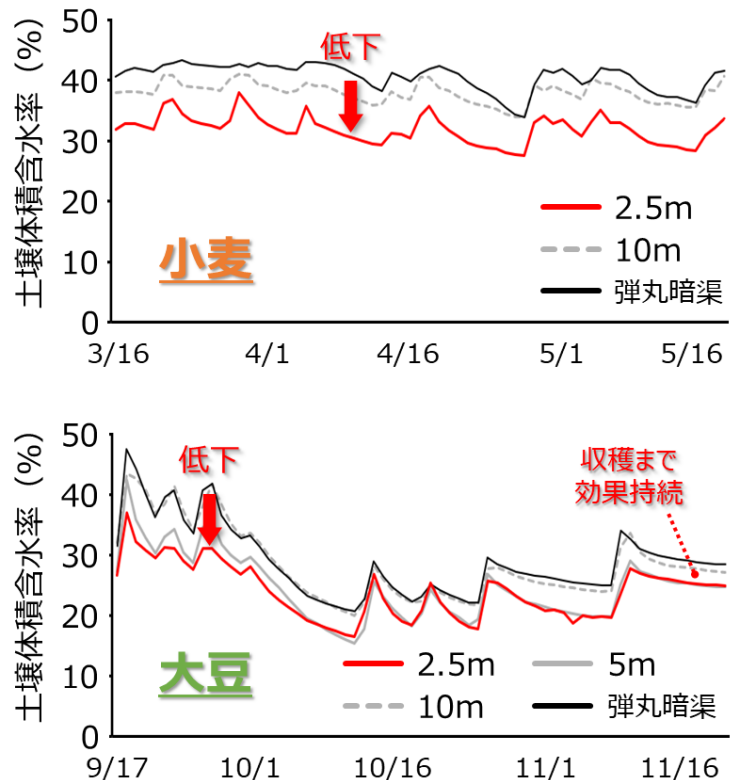 土壌体積含水率（%）
50
40
30
20
10
0
低下
小麦
2.5m
10m
弾丸暗渠
3/16 4/1 4/16 5/1 5/16
土壌体積含水率（%）
50
40
30
20
10
0
低下
収穫まで
効果持続
大豆
2.5m 5m
10m 弾丸暗渠
9/17 10/1 10/16 11/1 11/16